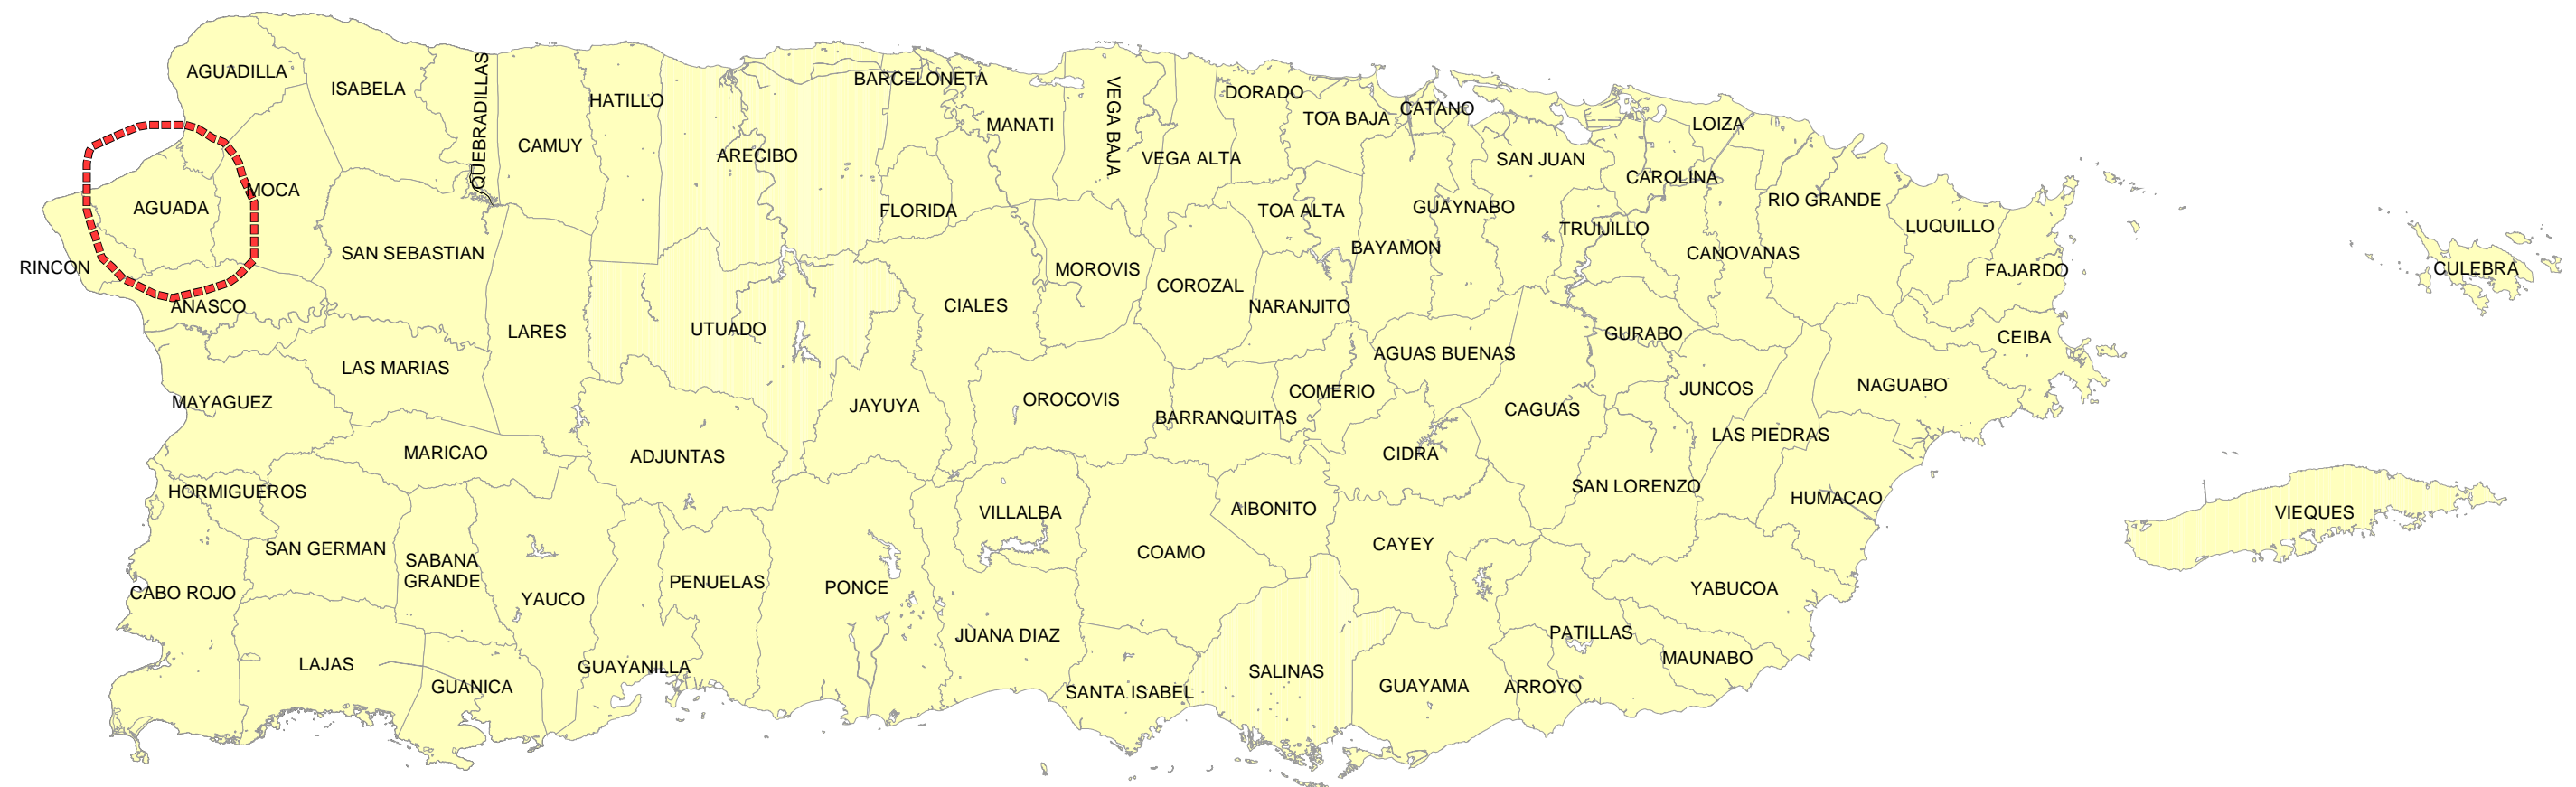 AGUADILLA
ISABELA
QUEBRADILLAS
CAMUY
HATILLO
ARECIBO
BARCELONETA
MANATI
VEGA BAJA
VEGA ALTA
DORADO
TOA BAJA
CATANO
SAN JUAN
LOIZA
CAROLINA
RIO GRANDE
LUQUILLO
FAJARDO
CULEBRA
MOCA
AGUADA
RINCON
ANASCO
SAN SEBASTIAN
LARES
UTUADO
FLORIDA
CIALES
MOROVIS
COROZAL
TOA ALTA
NARANJITO
BAYAMON
GUAYNABO
TRUJILLO
CANOVANAS
GURABO
CEIBA
NAGUABO
JUNCOS
LAS PIEDRAS
CAGUAS
AGUAS BUENAS
COMERIO
BARRANQUITAS
OROCOVIS
JAYUYA
ADJUNTAS
LAS MARIAS
MAYAGUEZ
MARICAO
HORMIGUEROS
SAN GERMAN
SABANA
GRANDE
CABO ROJO
LAJAS
GUANICA
YAUCO
GUAYANILLA
PENUELAS
PONCE
VILLALBA
JUANA DIAZ
COAMO
SANTA ISABEL
AIBONITO
CIDRA
CAYEY
SALINAS
GUAYAMA
ARROYO
PATILLAS
MAUNABO
YABUCOA
SAN LORENZO
HUMACAO
VIEQUES